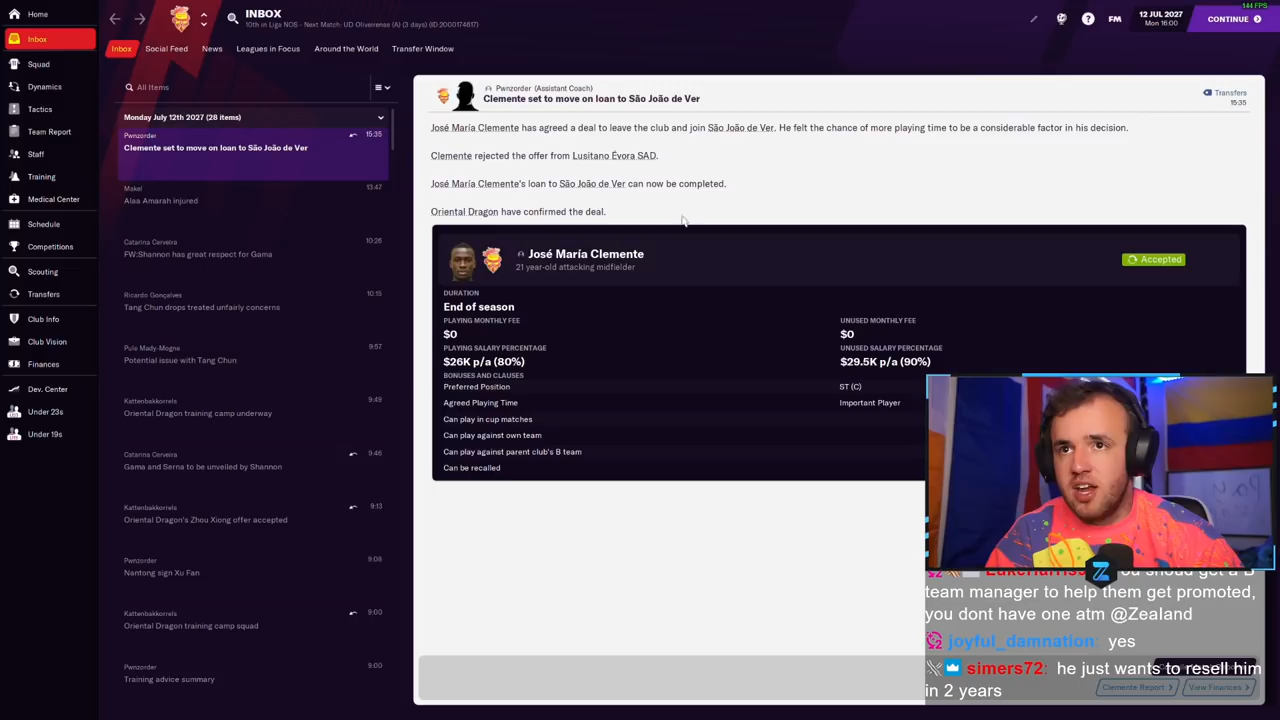 144 FPS
Home
Inbox
Squad
Dynamics
Tactics
Team Report
Staff
Training
Medical Center
Schedule
Competitions
Scouting
Transfers
Club Info
Club Vision
Finances
Dev. Center
Under 23s
Under 19s
INBOX
10th in Liga NOS - Next Match: UD Oliveirense (A) (3 days) (ID:2000174617)
FM
12 JUL 2027
Mon 16:00
CONTINUE
Inbox Social Feed News Leagues in Focus Around the World Transfer Window
All Items
Monday July 12th 2027 (28 items)
Pwnzorder 15:35
Clemente set to move on loan to São João de Ver
Makel 13:47
Alaa Amarah injured
Catarina Cerveira 10:26
FW:Shannon has great respect for Gama
Ricardo Gonçalves 10:15
Tang Chun drops treated unfairly concerns
Pule Mady-Mogne 9:57
Potential issue with Tang Chun
Kattenbakkorrels 9:49
Oriental Dragon training camp underway
Catarina Cerveira 9:46
Gama and Serna to be unveiled by Shannon
Kattenbakkorrels 9:13
Oriental Dragon's Zhou Xiong offer accepted
Pwnzorder 9:08
Nantong sign Xu Fan
Kattenbakkorrels 9:00
Oriental Dragon training camp squad
Pwnzorder 9:00
Training advice summary
Pwnzorder (Assistant Coach)
Clemente set to move on loan to São João de Ver
Transfers
15:35
José María Clemente has agreed a deal to leave the club and join São João de Ver. He felt the chance of more playing time to be a considerable factor in his decision.
Clemente rejected the offer from Lusitano Évora SAD.
José María Clemente's loan to São João de Ver can now be completed.
Oriental Dragon have confirmed the deal.
José María Clemente
21 year-old attacking midfielder
Accepted
DURATION
End of season
PLAYING MONTHLY FEE UNUSED MONTHLY FEE
$0 $0
PLAYING SALARY PERCENTAGE UNUSED SALARY PERCENTAGE
$26K p/a (80%) $29.5K p/a (90%)
BONUSES AND CLAUSES
Preferred Position ST (C)
Agreed Playing Time Important Player
Can play in cup matches
Can play against own team
Can play against parent club's B team
Can be recalled
get a B
team manager to help them get promoted,
you dont have one atm @Zealand
joyful_damnation: yes
simers72: he just wants to resell him
in 2 years
Clemente Report View Finances